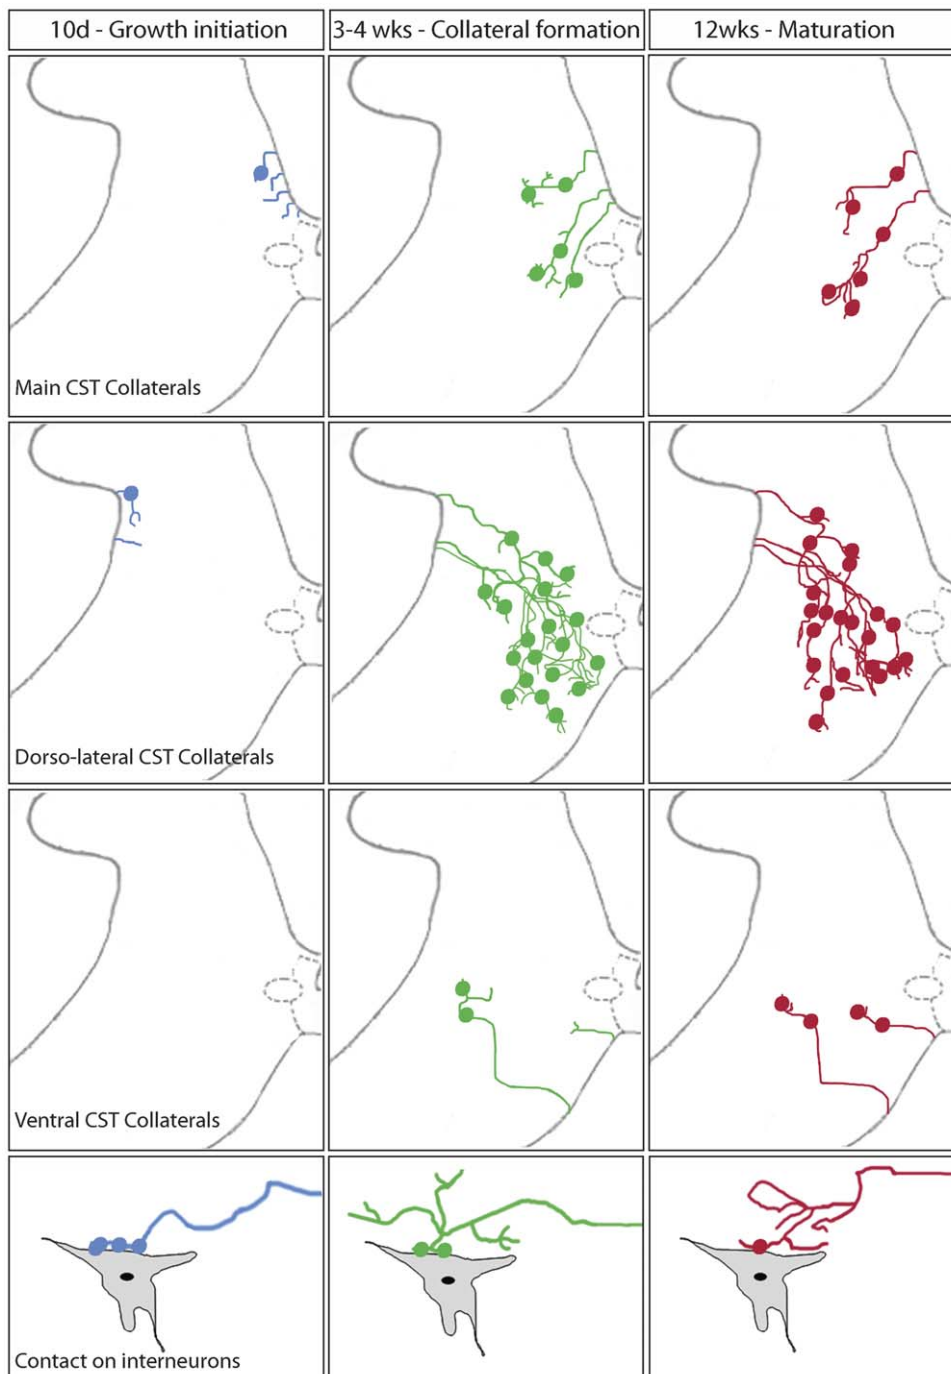 10d - Growth initiation
3-4 wks - Collateral formation
12wks - Maturation
Main CST Collaterals
Dorso-lateral CST Collaterals
Ventral CST Collaterals
Contact on interneurons